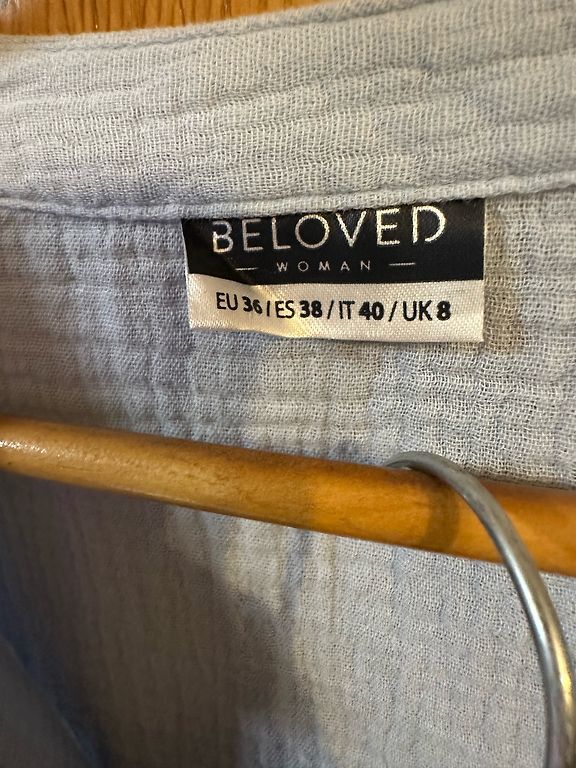 BELOVED
— WOMAN —
EU 36 / ES 38 / IT 40 / UK 8